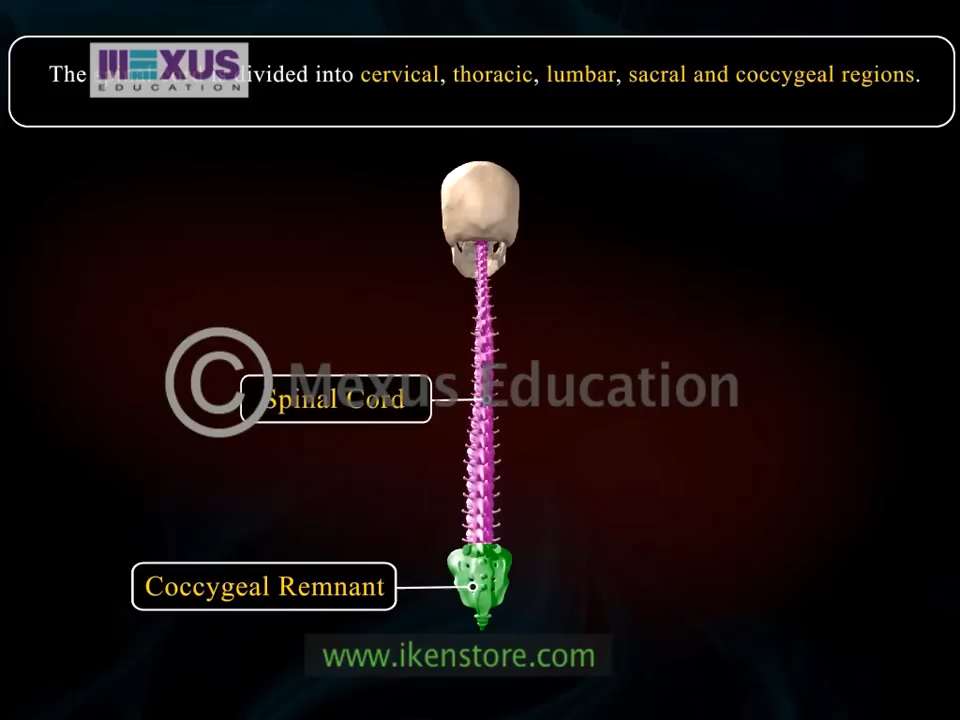 MEXUS
EDUCATION
The divided into cervical, thoracic, lumbar, sacral and coccygeal regions.
© Mexus Education
Spinal Cord
Coccygeal Remnant
www.ikenstore.com